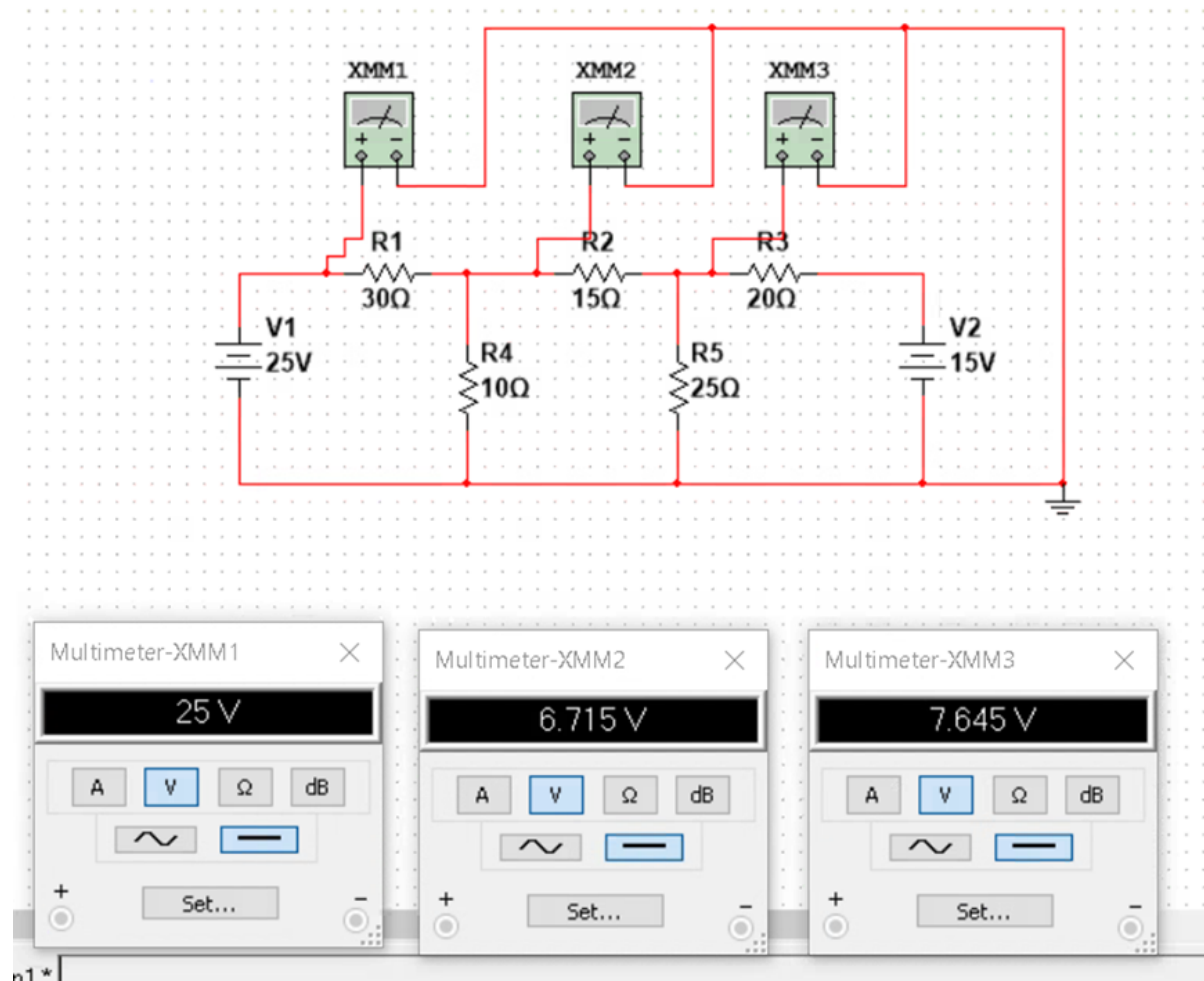 XMM1 XMM2 XMM3
+ − + − + −
R1 R2 R3
30Ω 15Ω 20Ω
V1 V2
25V 15V
R4 R5
10Ω 25Ω
Multimeter-XMM1
25 V
A V Ω dB
Set...
+ −
Multimeter-XMM2
6.715 V
A V Ω dB
Set...
+ −
Multimeter-XMM3
7.645 V
A V Ω dB
Set...
+ −
n1*